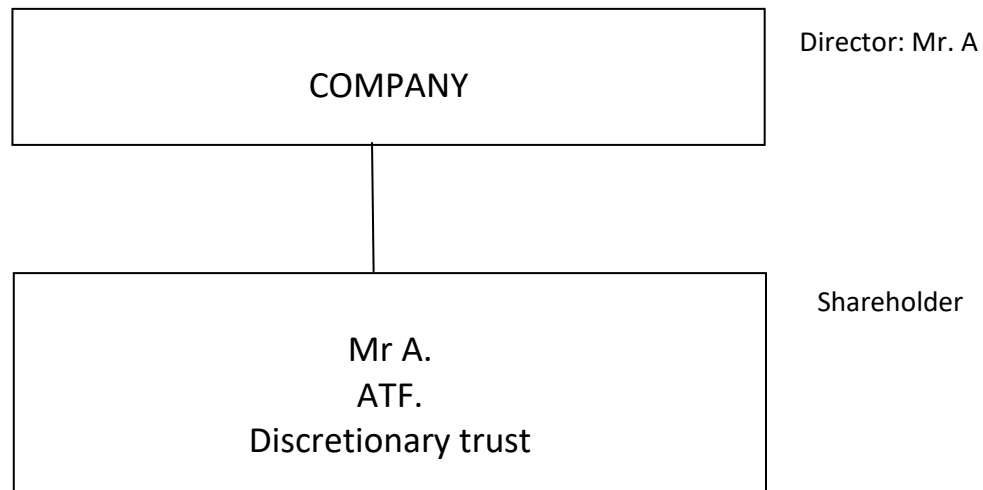 Director: Mr. A
COMPANY
Shareholder
Mr A.
ATF.
Discretionary trust